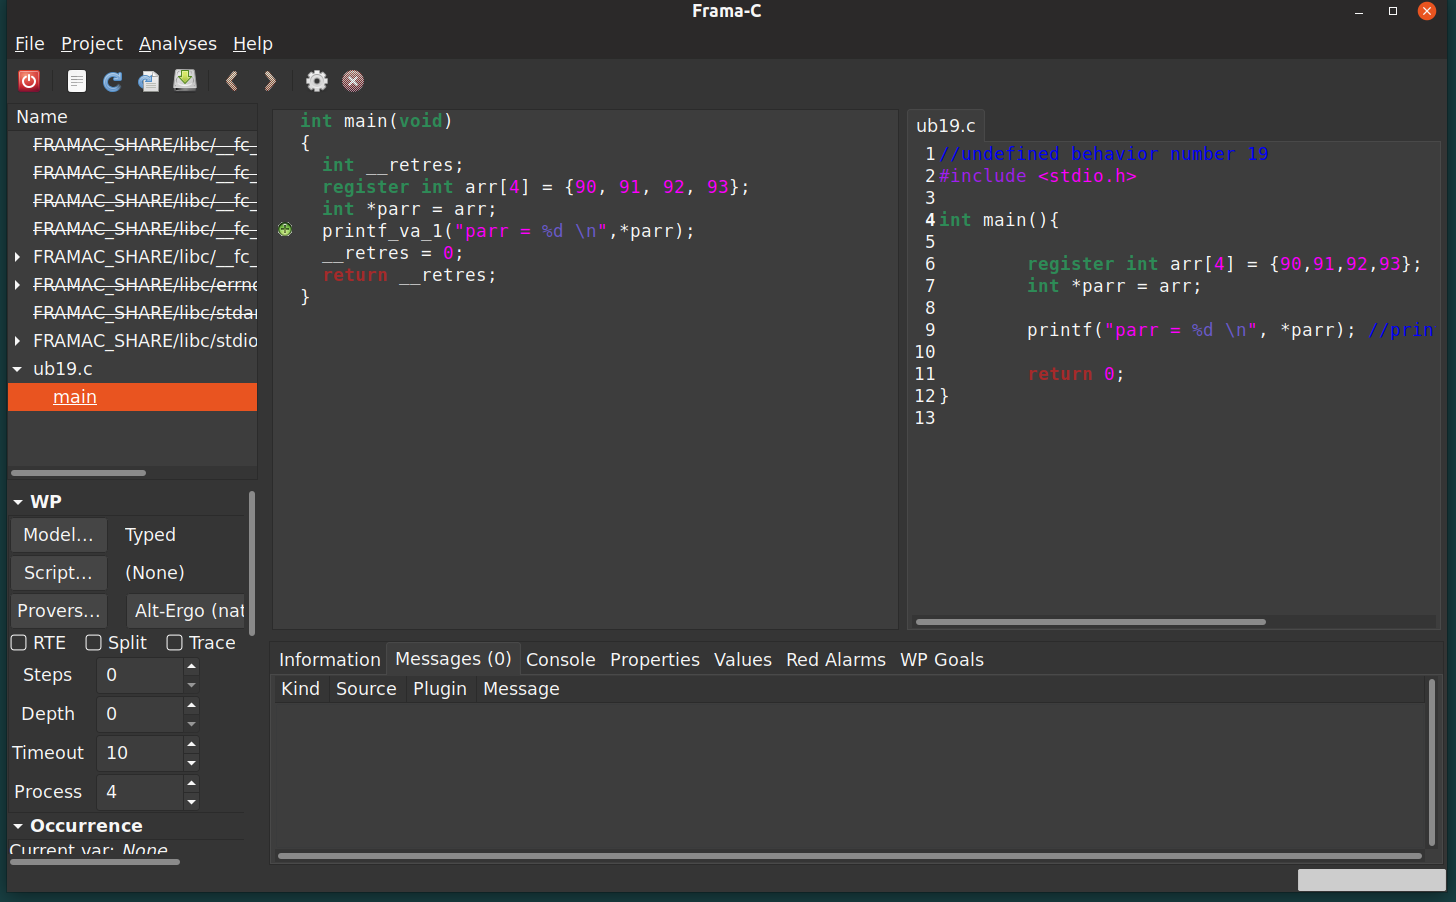 Frama-C
File Project Analyses Help
Name
FRAMAC_SHARE/libc/__fc_
FRAMAC_SHARE/libc/__fc_
FRAMAC_SHARE/libc/__fc_
FRAMAC_SHARE/libc/__fc_
FRAMAC_SHARE/libc/__fc_
FRAMAC_SHARE/libc/errno
FRAMAC_SHARE/libc/stdar
FRAMAC_SHARE/libc/stdio
ub19.c
main
int main(void)
{
int __retres;
register int arr[4] = {90, 91, 92, 93};
int *parr = arr;
printf_va_1("parr = %d \n",*parr);
__retres = 0;
return __retres;
}
ub19.c
1 //undefined behavior number 19
2 #include <stdio.h>
3
4 int main(){
5
6 register int arr[4] = {90,91,92,93};
7 int *parr = arr;
8
9 printf("parr = %d \n", *parr); //prin
10
11 return 0;
12 }
13
WP
Model... Typed
Script... (None)
Provers... Alt-Ergo (nat
RTE Split Trace
Steps 0
Depth 0
Timeout 10
Process 4
Occurrence
Current var: None
Information Messages (0) Console Properties Values Red Alarms WP Goals
Kind Source Plugin Message